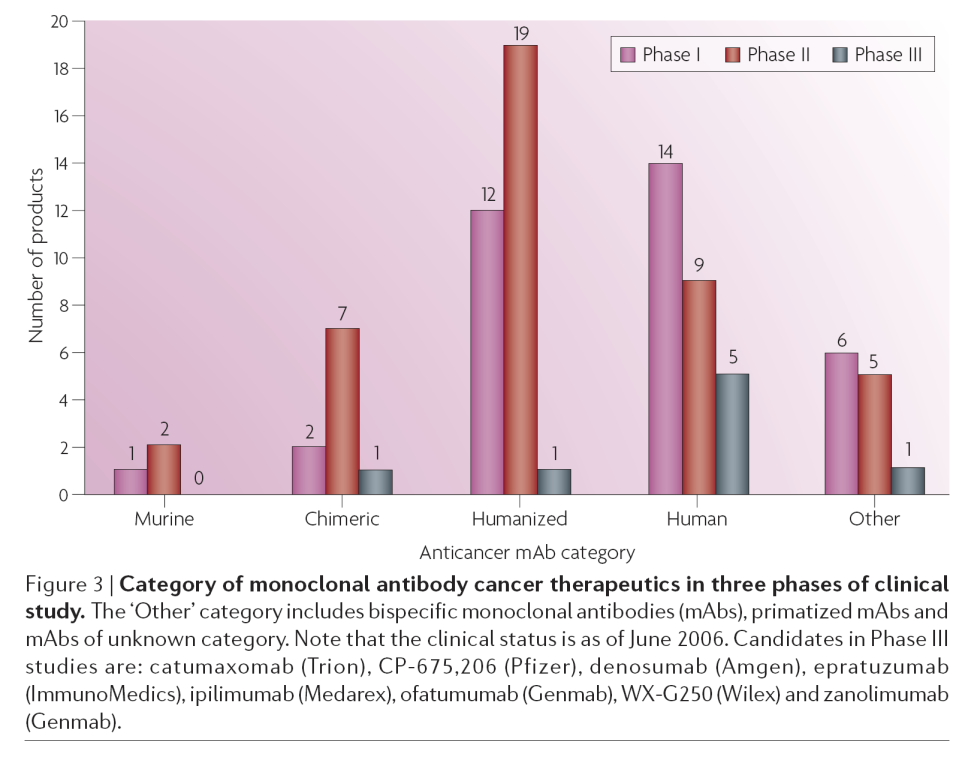 20
18
16
14
12
10
8
6
4
2
0
Number of products
Phase I Phase II Phase III
1
2
0
2
7
1
12
19
1
14
9
5
6
5
1
Murine Chimeric Humanized Human Other
Anticancer mAb category
Figure 3 | Category of monoclonal antibody cancer therapeutics in three phases of clinical
study. The ‘Other’ category includes bispecific monoclonal antibodies (mAbs), primatized mAbs and
mAbs of unknown category. Note that the clinical status is as of June 2006. Candidates in Phase III
studies are: catumaxomab (Trion), CP-675,206 (Pfizer), denosumab (Amgen), epratuzumab
(ImmunoMedics), ipilimumab (Medarex), ofatumumab (Genmab), WX-G250 (Wilex) and zanolimumab
(Genmab).